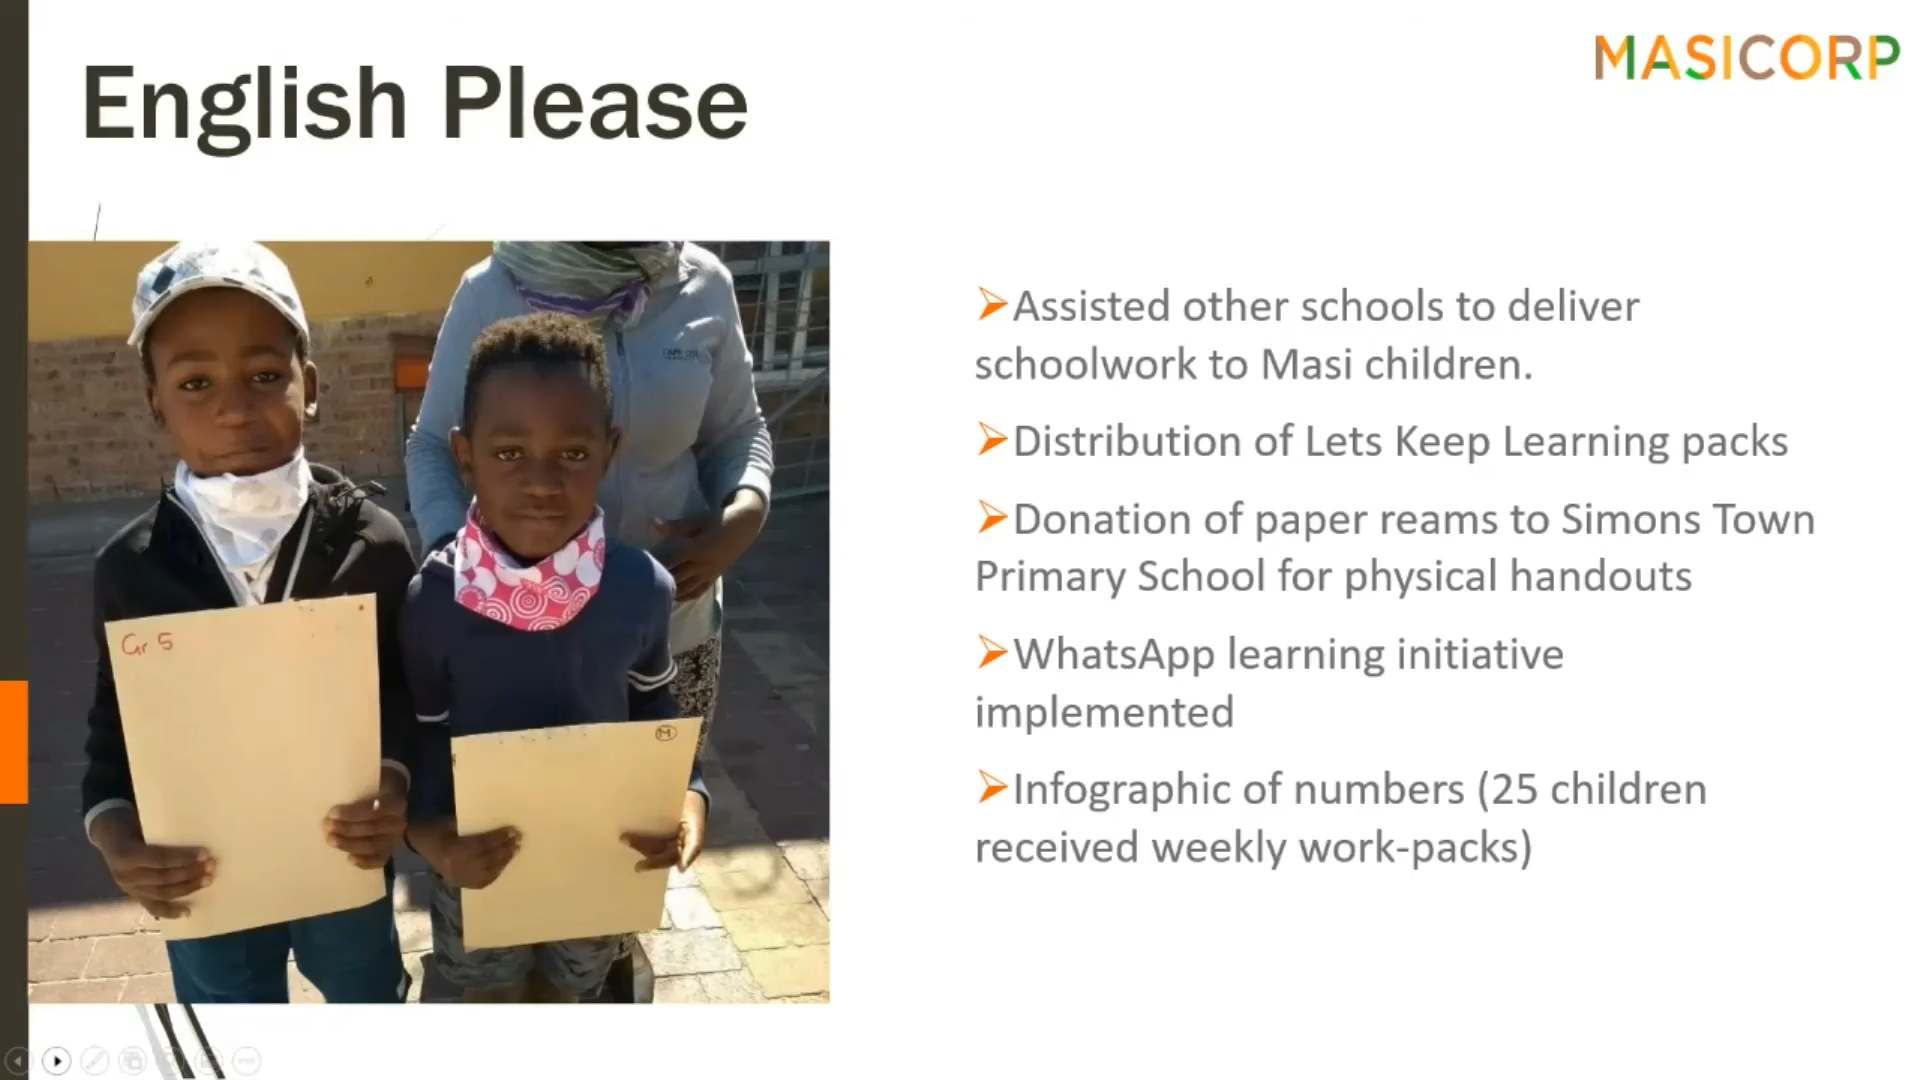 English Please
MASICORP
Assisted other schools to deliver
schoolwork to Masi children.
Distribution of Lets Keep Learning packs
Donation of paper reams to Simons Town
Primary School for physical handouts
WhatsApp learning initiative
implemented
Infographic of numbers (25 children
received weekly work-packs)
Gr 5
M